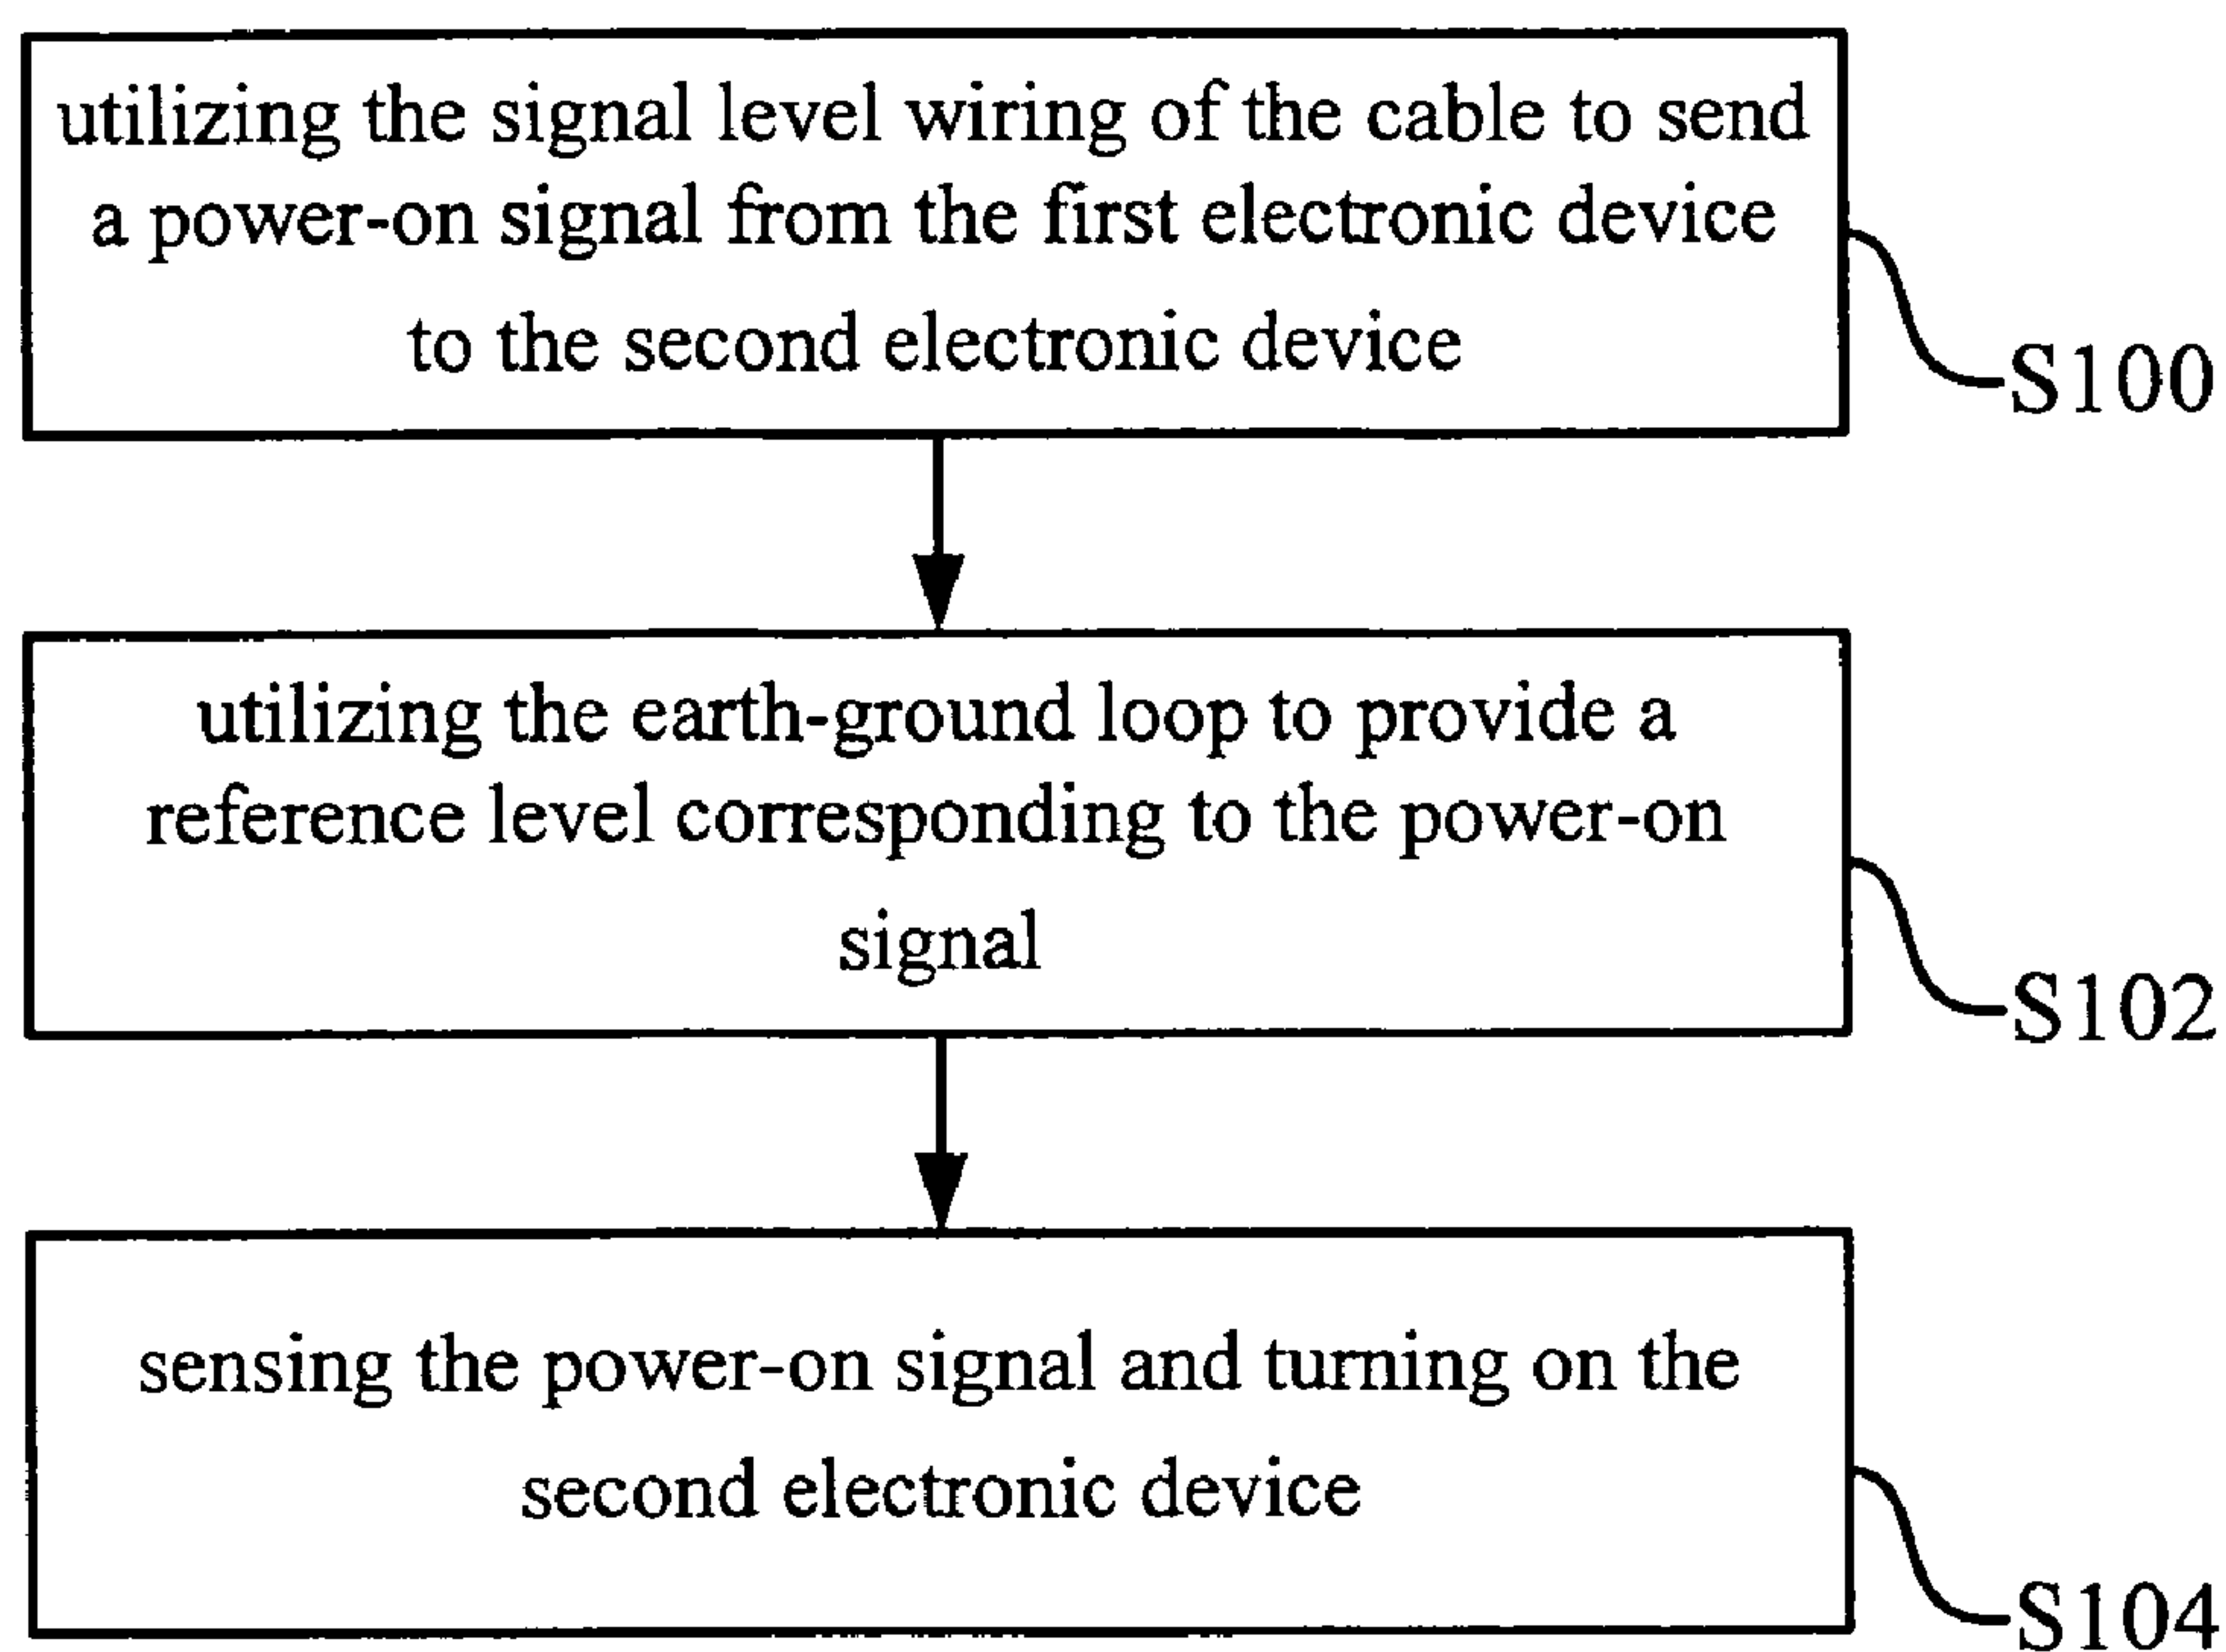 utilizing the signal level wiring of the cable to send
a power-on signal from the first electronic device
to the second electronic device
S100
utilizing the earth-ground loop to provide a
reference level corresponding to the power-on
signal
S102
sensing the power-on signal and turning on the
second electronic device
S104